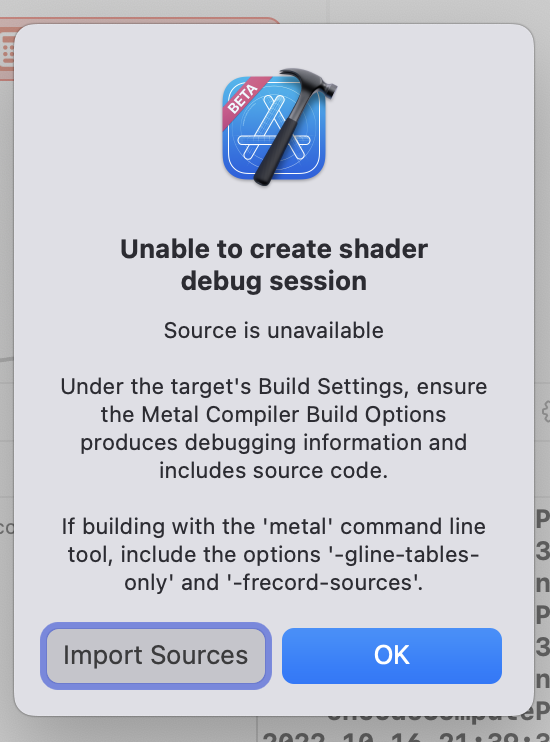 BETA
Unable to create shader
debug session
Source is unavailable
Under the target's Build Settings, ensure
the Metal Compiler Build Options
produces debugging information and
includes source code.
If building with the 'metal' command line
tool, include the options '-gline-tables-
only' and '-frecord-sources'.
Import Sources
OK